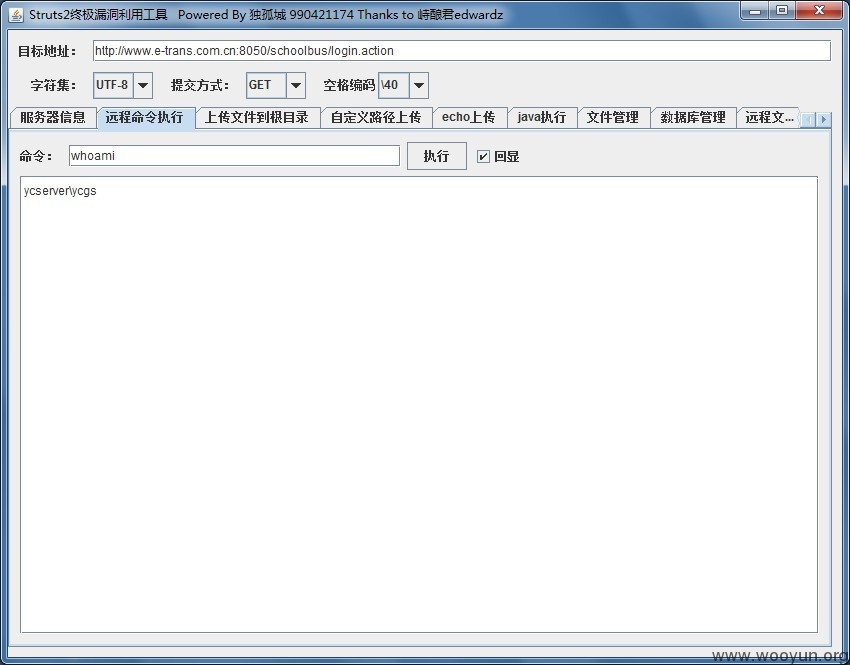 Struts2终极漏洞利用工具 Powered By 独孤城 990421174 Thanks to 峙酿君edwardz
目标地址： http://www.e-trans.com.cn:8050/schoolbus/login.action
字符集： UTF-8 提交方式： GET 空格编码 \40
服务器信息 远程命令执行 上传文件到根目录 自定义路径上传 echo上传 java执行 文件管理 数据库管理 远程文...
命令： whoami 执行 回显
ycserver\ycgs
www.wooyun.org